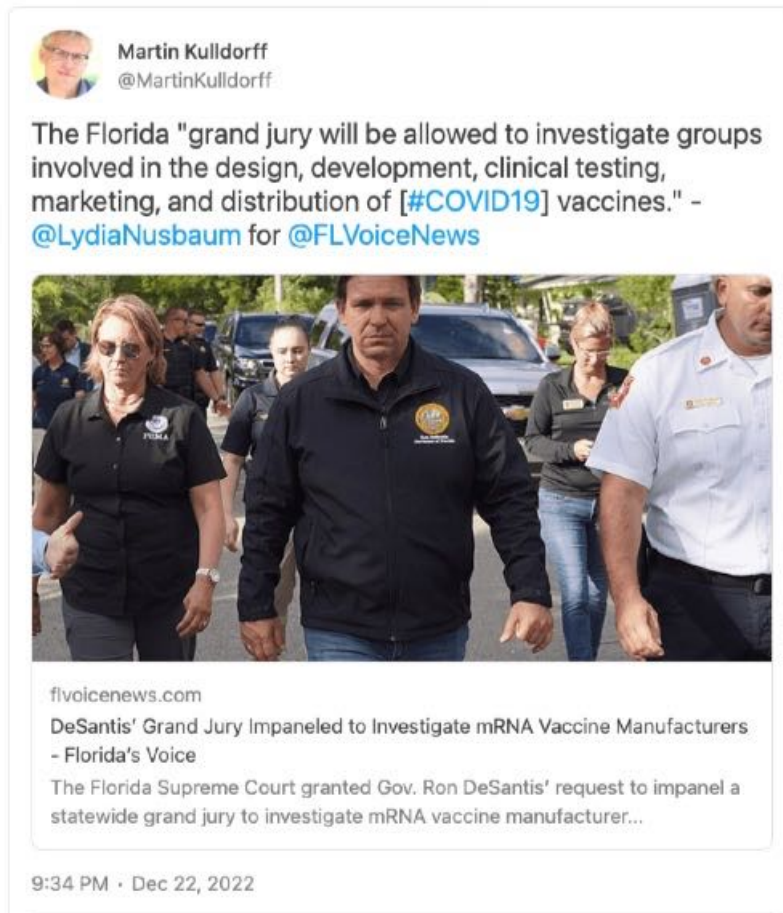 Martin Kulldorff
@MartinKulldorff
The Florida "grand jury will be allowed to investigate groups
involved in the design, development, clinical testing,
marketing, and distribution of [#COVID19] vaccines." -
@LydiaNusbaum for @FLVoiceNews
flvoicenews.com
DeSantis' Grand Jury Impaneled to Investigate mRNA Vaccine Manufacturers
- Florida's Voice
The Florida Supreme Court granted Gov. Ron DeSantis' request to impanel a
statewide grand jury to investigate mRNA vaccine manufacturer...
9:34 PM · Dec 22, 2022